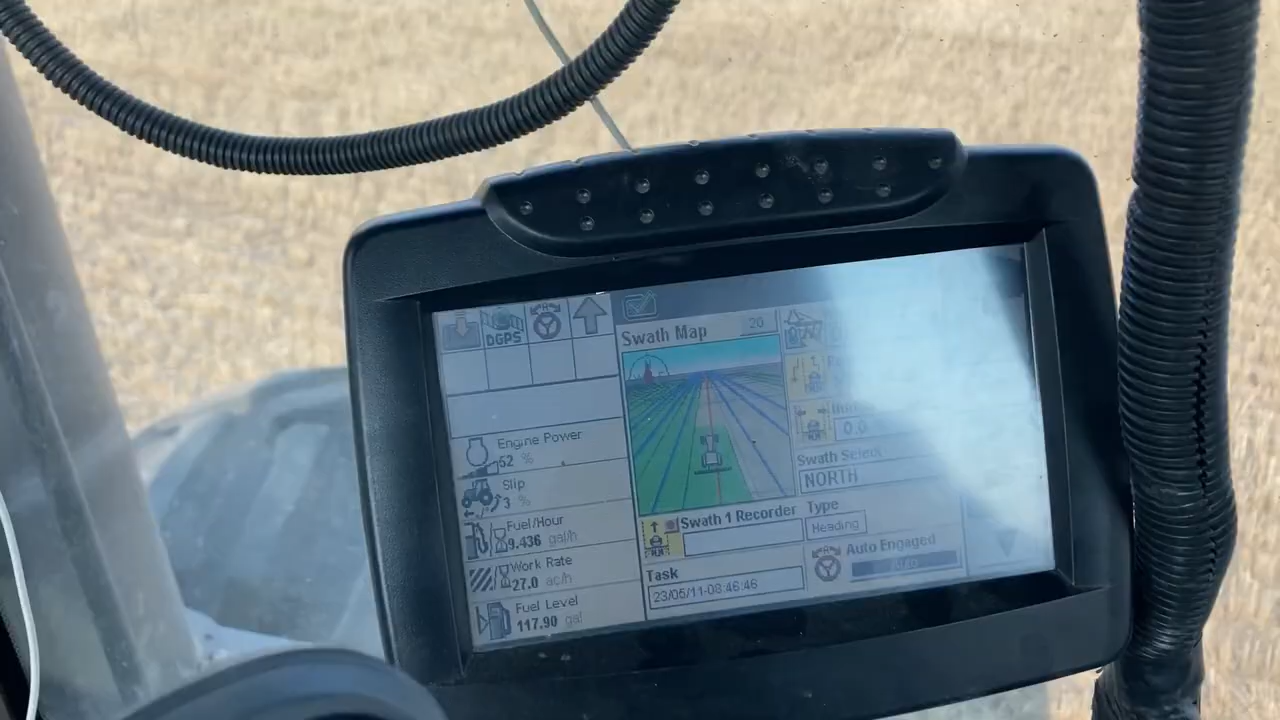 DGPS
Engine Power
52 %
Slip
3 %
Fuel/Hour
9.436 gal/h
Work Rate
27.0 ac/h
Fuel Level
117.90 gal
Swath Map 20
0.0
Swath Select
NORTH
Swath 1 Recorder
Type
Heading
Auto Engaged
Auto
Task
23/05/11-08:46:46